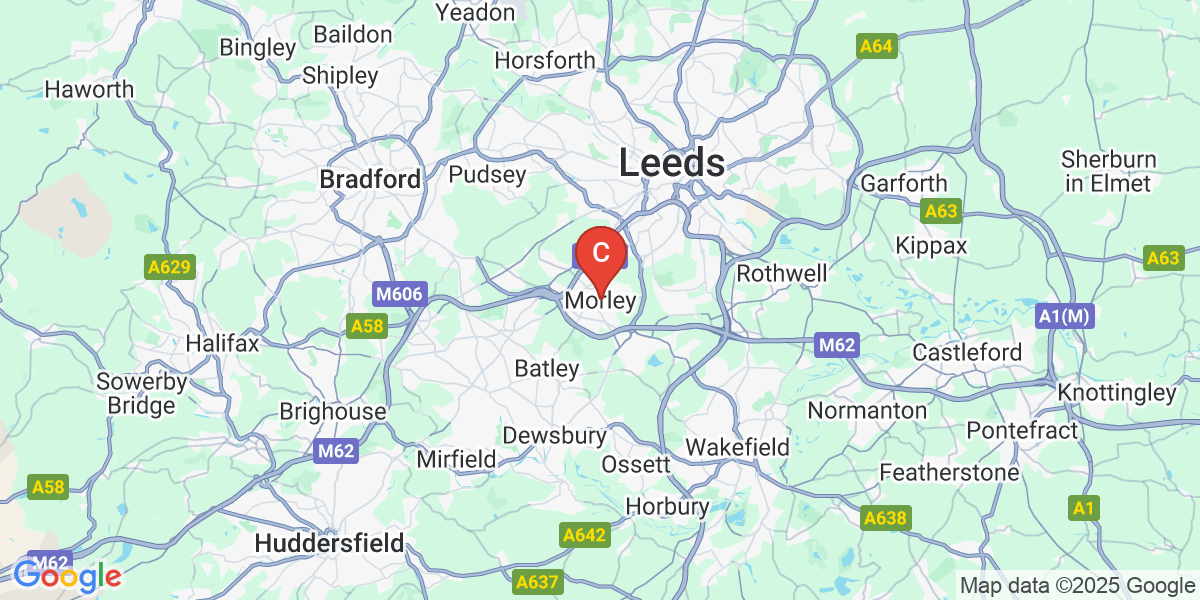 Yeadon
Baildon
Bingley
A64
Horsforth
Shipley
Haworth
Leeds
Sherburn
in Elmet
Pudsey
Bradford
Garforth
A63
Kippax
C
A63
A629
Rothwell
M606
Morley
A1(M)
A58
Halifax
M62
Castleford
Batley
Sowerby
Bridge
Knottingley
Brighouse
Normanton
Pontefract
Dewsbury
Wakefield
M62
Mirfield
Ossett
Featherstone
A58
Horbury
A1
A638
A642
Huddersfield
M62
Google
A637
Map data ©2025 Google